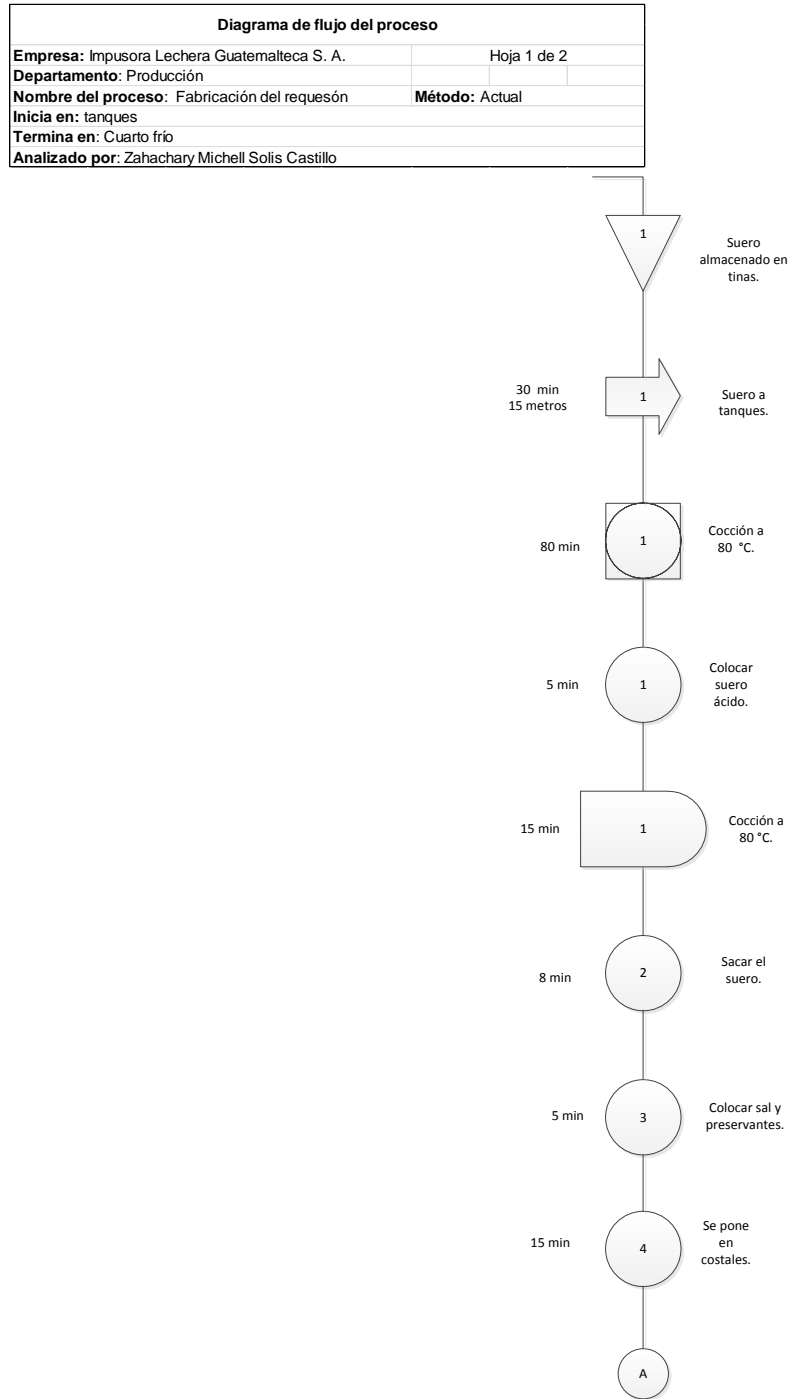 Diagrama de flujo del proceso
Empresa: Impusora Lechera Guatemalteca S. A. Hoja 1 de 2
Departamento: Producción
Nombre del proceso: Fabricación del requesón Método: Actual
Inicia en: tanques
Termina en: Cuarto frío
Analizado por: Zahachary Michell Solis Castillo
1
Suero
almacenado en
tinas.
30 min
15 metros
1
Suero a
tanques.
80 min
1
Cocción a
80 °C.
5 min
1
Colocar
suero
ácido.
15 min
1
Cocción a
80 °C.
8 min
2
Sacar el
suero.
5 min
3
Colocar sal y
preservantes.
15 min
4
Se pone
en
costales.
A